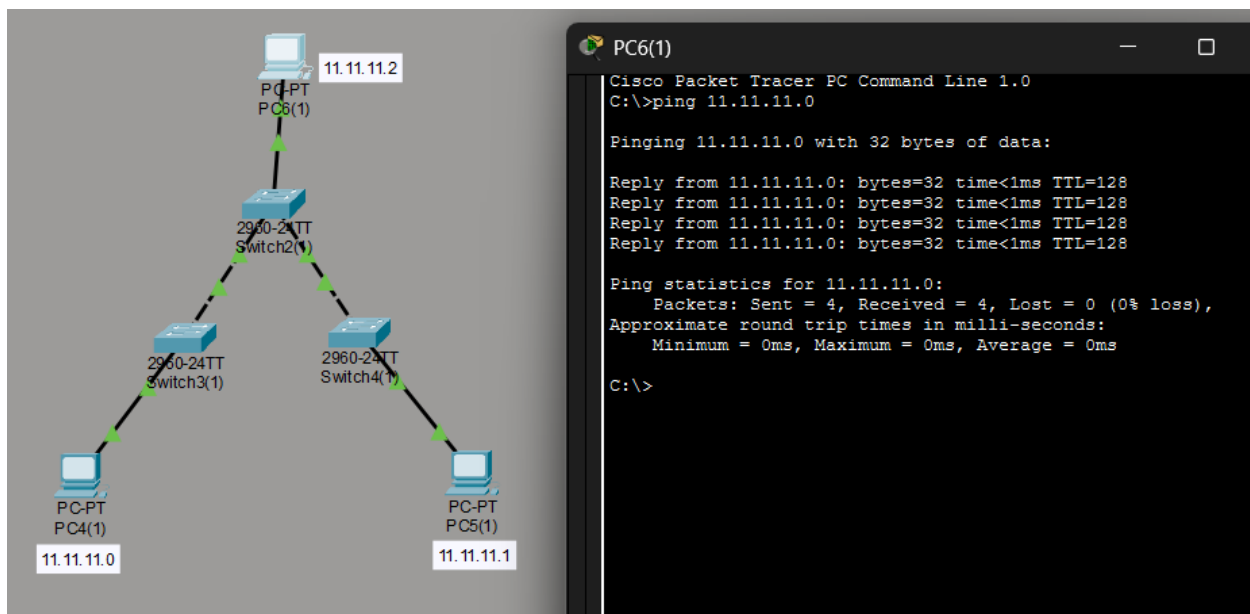 11.11.11.2
PC-PT
PC6(1)
2960-24TT
Switch2(1)
2960-24TT
Switch3(1)
2960-24TT
Switch4(1)
PC-PT
PC4(1)
11.11.11.0
PC-PT
PC5(1)
11.11.11.1
PC6(1)
Cisco Packet Tracer PC Command Line 1.0
C:\>ping 11.11.11.0
Pinging 11.11.11.0 with 32 bytes of data:
Reply from 11.11.11.0: bytes=32 time<1ms TTL=128
Reply from 11.11.11.0: bytes=32 time<1ms TTL=128
Reply from 11.11.11.0: bytes=32 time<1ms TTL=128
Reply from 11.11.11.0: bytes=32 time<1ms TTL=128
Ping statistics for 11.11.11.0:
Packets: Sent = 4, Received = 4, Lost = 0 (0% loss),
Approximate round trip times in milli-seconds:
Minimum = 0ms, Maximum = 0ms, Average = 0ms
C:\>